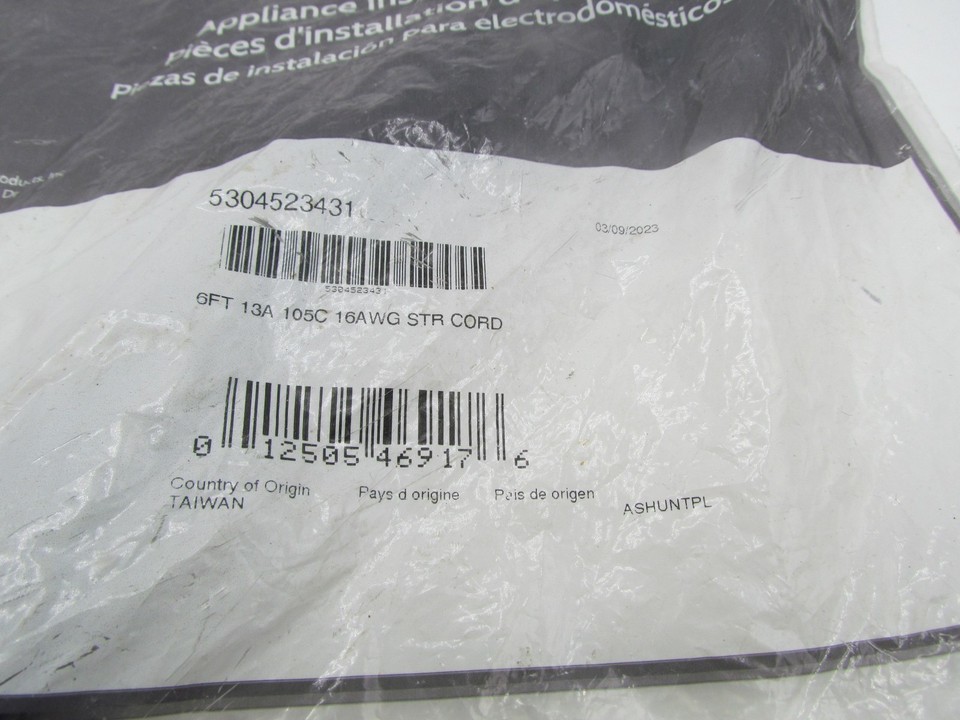 Appliance
pièces d'installation d
Piezas de instalación para electrodomésticos
5304523431
03/09/2023
5304523431
6FT 13A 105C 16AWG STR CORD
0 12505 46917 6
Country of Origin Pays d origine Pais de origen
TAIWAN
ASHUNTPL